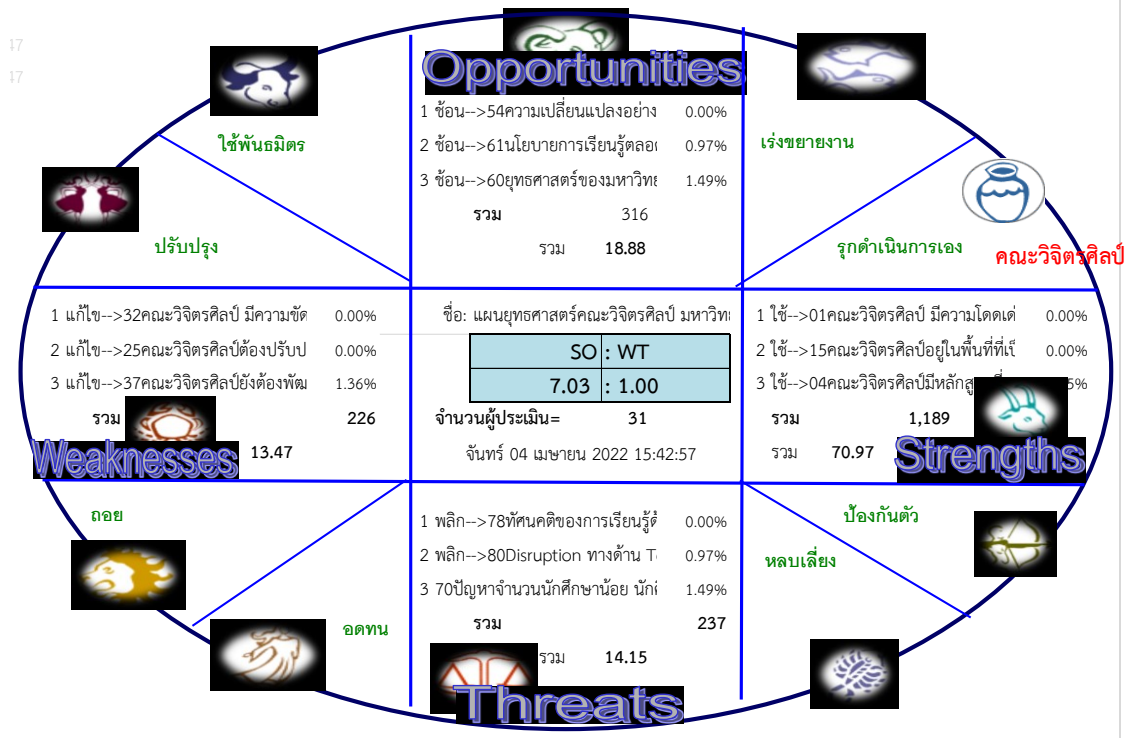 47
47
Opportunities
1 ช้อน-->54ความเปลี่ยนแปลงอย่าง 0.00%
ใช้พันธมิตร
2 ช้อน-->61นโยบายการเรียนรู้ตลอด 0.97%
เร่งขยายงาน
3 ช้อน-->60ยุทธศาสตร์ของมหาวิทย 1.49%
รวม 316
ปรับปรุง
รวม 18.88
รุกดำเนินการเอง
คณะวิจิตรศิลป์
1 แก้ไข-->32คณะวิจิตรศิลป์ มีความขัด 0.00%
ชื่อ: แผนยุทธศาสตร์คณะวิจิตรศิลป์ มหาวิทย
1 ใช้-->01คณะวิจิตรศิลป์ มีความโดดเด่
2 แก้ไข-->25คณะวิจิตรศิลป์ต้องปรับป 0.00%
SO : WT
2 ใช้-->15คณะวิจิตรศิลป์อยู่ในพื้นที่ที่เป็ 0.00%
3 แก้ไข-->37คณะวิจิตรศิลป์ยังต้องพัฒ 1.36%
7.03 : 1.00
3 ใช้-->04คณะวิจิตรศิลป์มีหลักสูตร 5%
รวม 226
จำนวนผู้ประเมิน= 31
รวม 1,189
Weaknesses 13.47
จันทร์ 04 เมษายน 2022 15:42:57
รวม 70.97 Strengths
ถอย
1 พลิก-->78ทัศนคติของการเรียนรู้ด้ 0.00%
ป้องกันตัว
2 พลิก-->80Disruption ทางด้าน Te 0.97%
หลบเลี่ยง
3 70ปัญหาจำนวนนักศึกษาน้อย นักศึ 1.49%
อดทน
รวม 237
รวม 14.15
Threats